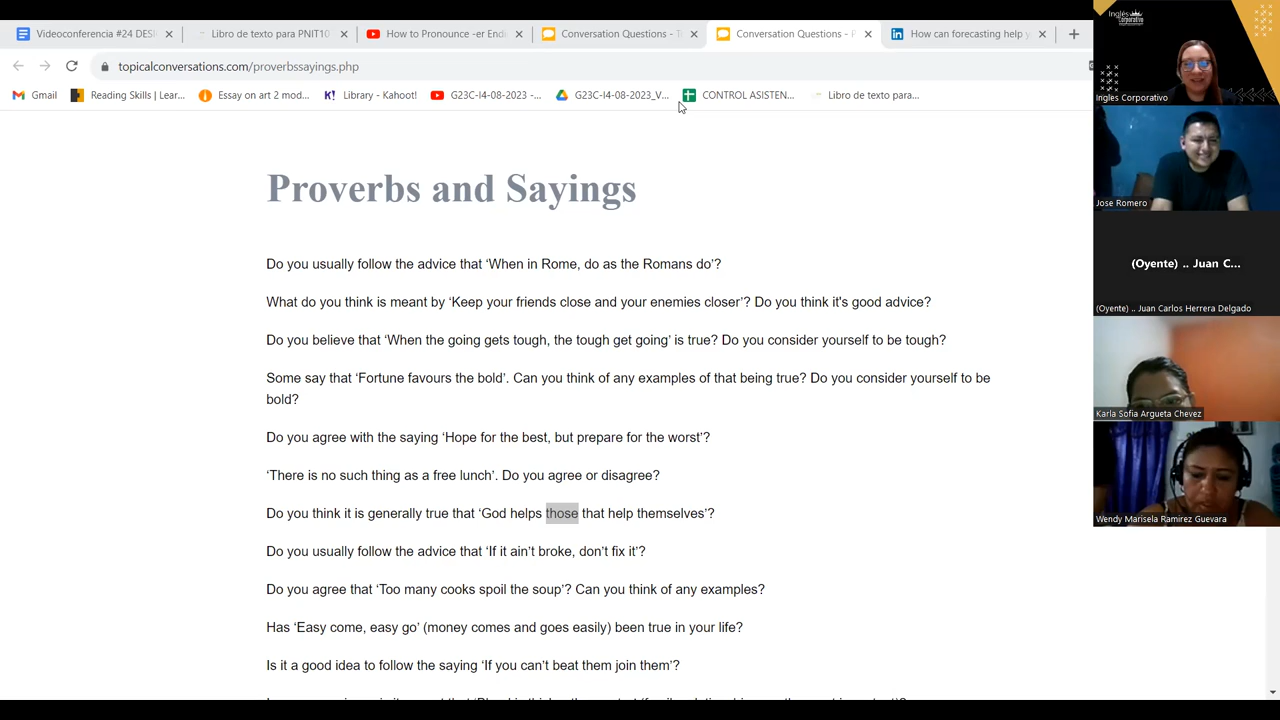 Videoconferencia #24 DESI
Libro de texto para PNIT10
How to Pronounce -er Endi
Conversation Questions - T
Conversation Questions - P
How can forecasting help y
topicalconversations.com/proverbssayings.php
Gmail
Reading Skills | Lear...
Essay on art 2 mod...
Library - Kahoot!
G23C-I4-08-2023 -...
G23C-I4-08-2023_V...
CONTROL ASISTEN...
Libro de texto para...
Proverbs and Sayings
Do you usually follow the advice that ‘When in Rome, do as the Romans do’?
What do you think is meant by ‘Keep your friends close and your enemies closer’? Do you think it's good advice?
Do you believe that ‘When the going gets tough, the tough get going’ is true? Do you consider yourself to be tough?
Some say that ‘Fortune favours the bold’. Can you think of any examples of that being true? Do you consider yourself to be
bold?
Do you agree with the saying ‘Hope for the best, but prepare for the worst’?
‘There is no such thing as a free lunch’. Do you agree or disagree?
Do you think it is generally true that ‘God helps those that help themselves’?
Do you usually follow the advice that ‘If it ain’t broke, don’t fix it’?
Do you agree that ‘Too many cooks spoil the soup’? Can you think of any examples?
Has ‘Easy come, easy go’ (money comes and goes easily) been true in your life?
Is it a good idea to follow the saying ‘If you can’t beat them join them’?
Inglés
Corporativo
Ingles Corporativo
Jose Romero
(Oyente) .. Juan C...
(Oyente) .. Juan Carlos Herrera Delgado
Karla Sofia Argueta Chevez
Wendy Marisela Ramirez Guevara